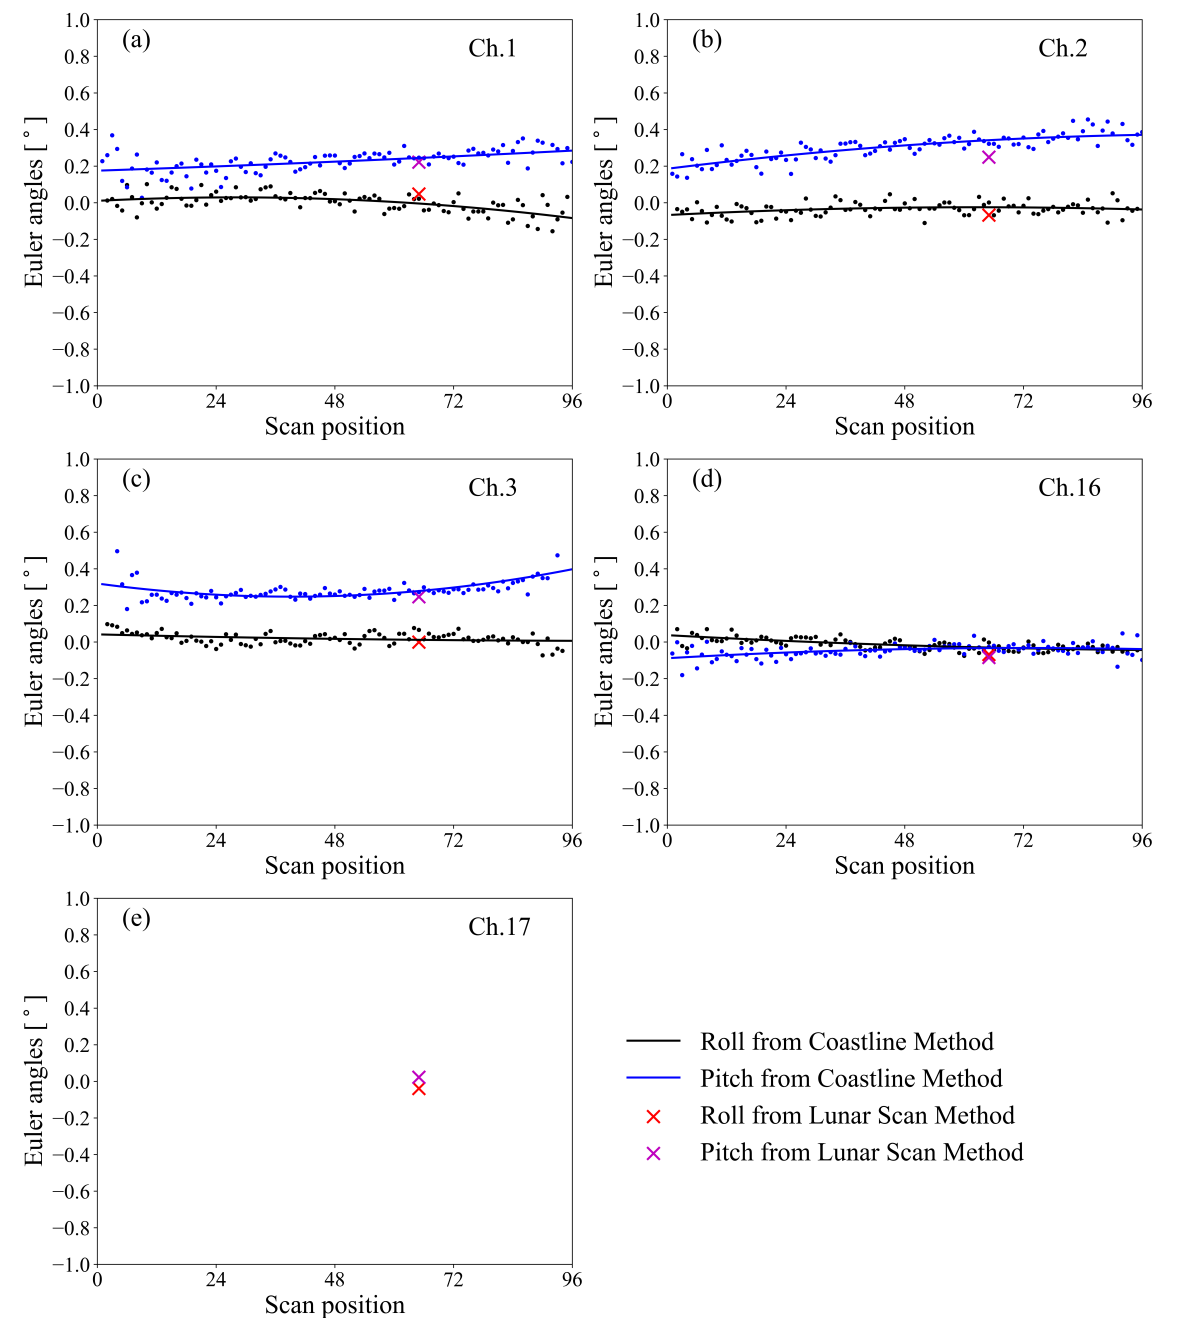 (a) Ch.1
1.0
0.8
0.6
0.4
0.2
0.0
−0.2
−0.4
−0.6
−0.8
−1.0
Euler angles [ ° ]
0 24 48 72 96
Scan position
(b) Ch.2
1.0
0.8
0.6
0.4
0.2
0.0
−0.2
−0.4
−0.6
−0.8
−1.0
Euler angles [ ° ]
0 24 48 72 96
Scan position
(c) Ch.3
1.0
0.8
0.6
0.4
0.2
0.0
−0.2
−0.4
−0.6
−0.8
−1.0
Euler angles [ ° ]
0 24 48 72 96
Scan position
(d) Ch.16
1.0
0.8
0.6
0.4
0.2
0.0
−0.2
−0.4
−0.6
−0.8
−1.0
Euler angles [ ° ]
0 24 48 72 96
Scan position
(e) Ch.17
1.0
0.8
0.6
0.4
0.2
0.0
−0.2
−0.4
−0.6
−0.8
−1.0
Euler angles [ ° ]
0 24 48 72 96
Scan position
Roll from Coastline Method
Pitch from Coastline Method
Roll from Lunar Scan Method
Pitch from Lunar Scan Method